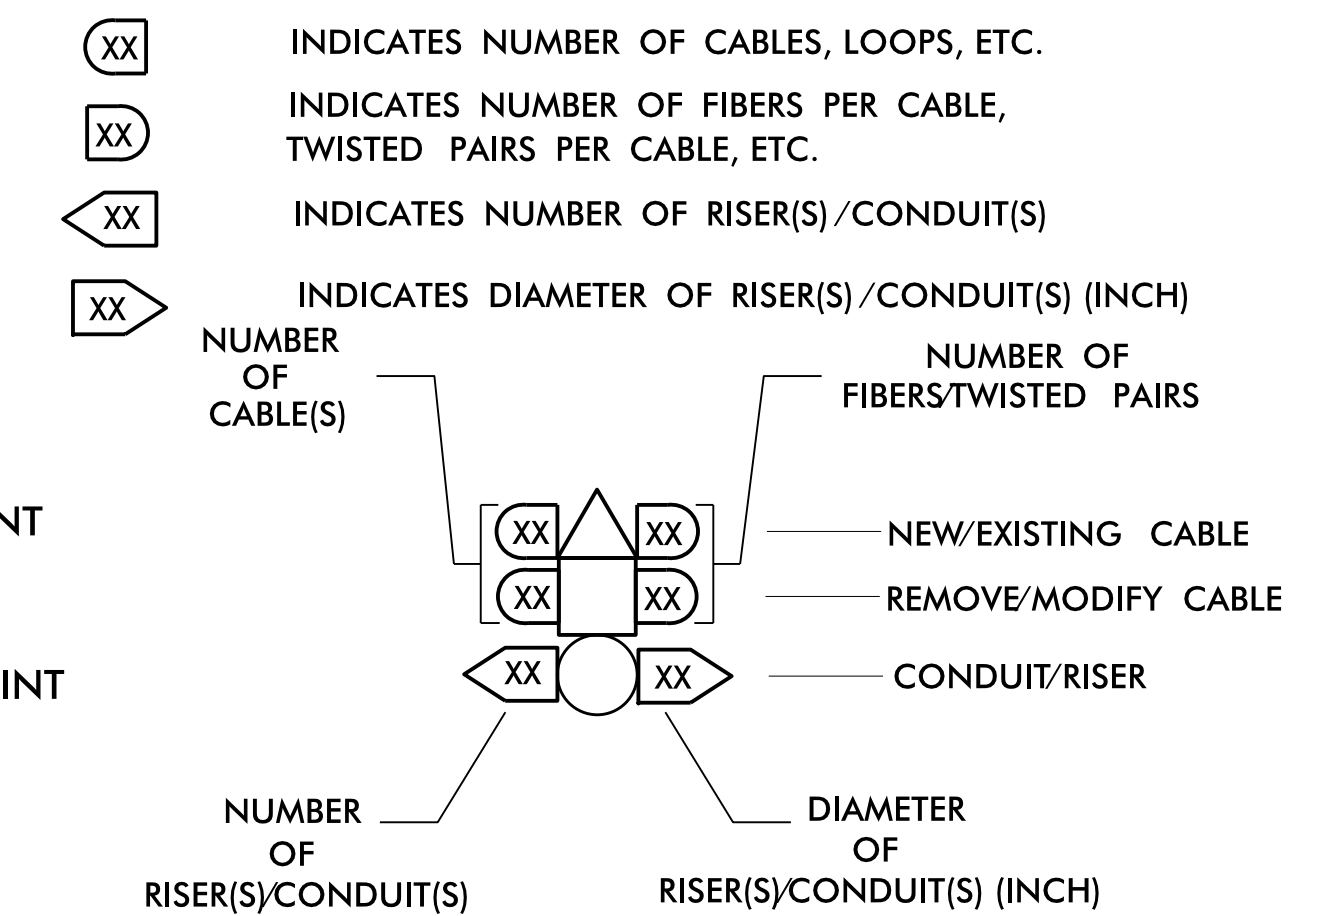 XX INDICATES NUMBER OF CABLES, LOOPS, ETC.
INDICATES NUMBER OF FIBERS PER CABLE,
XX
TWISTED PAIRS PER CABLE, ETC.
XX INDICATES NUMBER OF RISER(S)/CONDUIT(S)
XX INDICATES DIAMETER OF RISER(S)/CONDUIT(S) (INCH)
NUMBER
OF
CABLE(S)
NUMBER OF
FIBERS/TWISTED PAIRS
NT
XX XX NEW/EXISTING CABLE
XX XX REMOVE/MODIFY CABLE
INT
XX XX CONDUIT/RISER
NUMBER
OF
RISER(S)/CONDUIT(S)
DIAMETER
OF
RISER(S)/CONDUIT(S) (INCH)